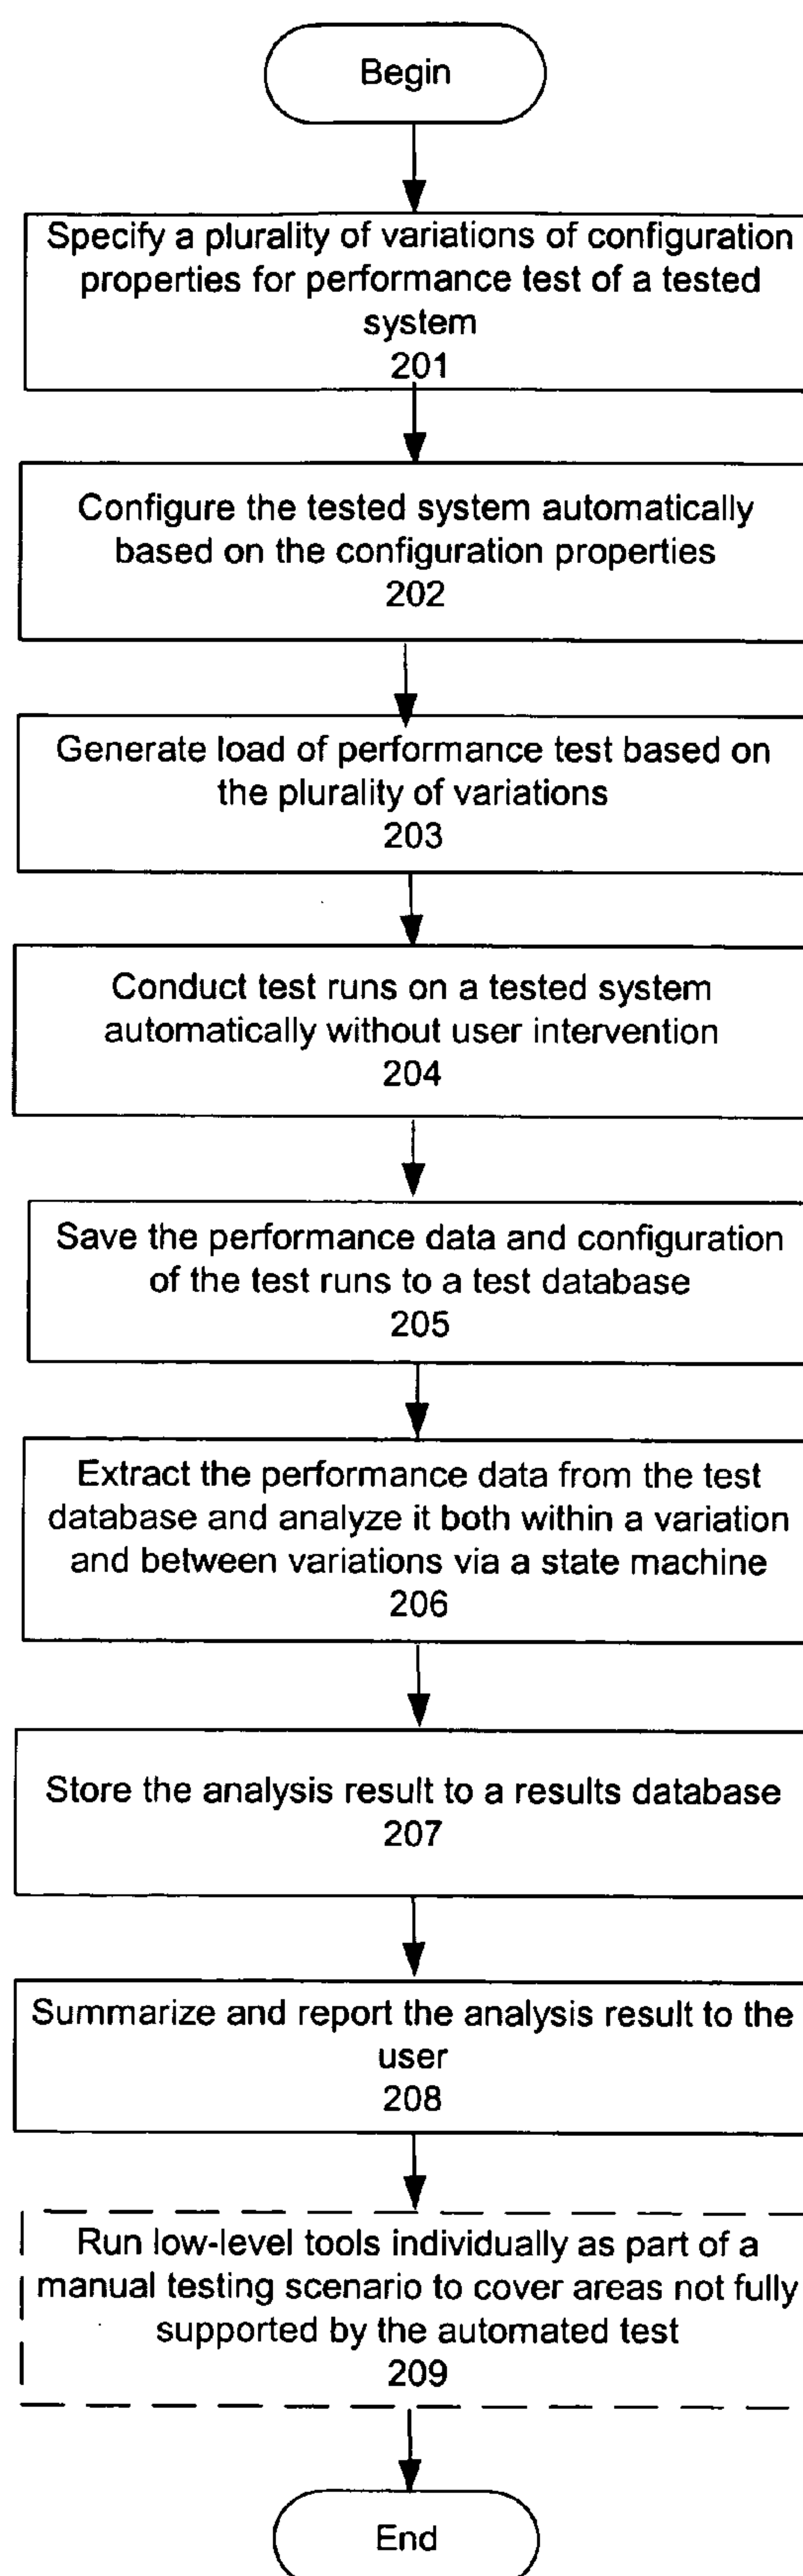 Begin
Specify a plurality of variations of configuration
properties for performance test of a tested
system
201
Configure the tested system automatically
based on the configuration properties
202
Generate load of performance test based on
the plurality of variations
203
Conduct test runs on a tested system
automatically without user intervention
204
Save the performance data and configuration
of the test runs to a test database
205
Extract the performance data from the test
database and analyze it both within a variation
and between variations via a state machine
206
Store the analysis result to a results database
207
Summarize and report the analysis result to the
user
208
Run low-level tools individually as part of a
manual testing scenario to cover areas not fully
supported by the automated test
209
End